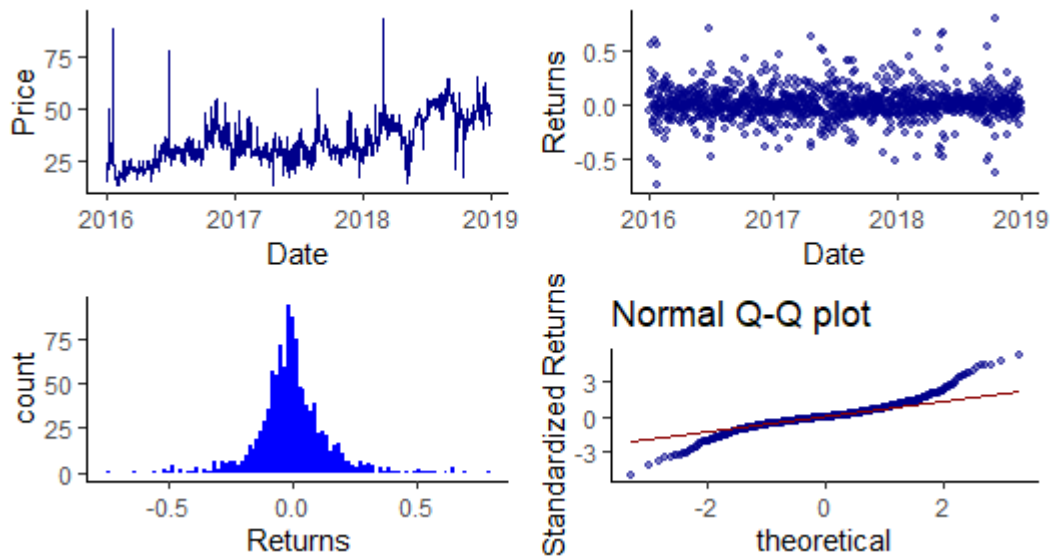 Price
75
50
25
2016 2017 2018 2019
Date
Returns
0.5
0.0
-0.5
2016 2017 2018 2019
Date
count
75
50
25
0
-0.5 0.0 0.5
Returns
Normal Q-Q plot
Standardized Returns
3
0
-3
-2 0 2
theoretical